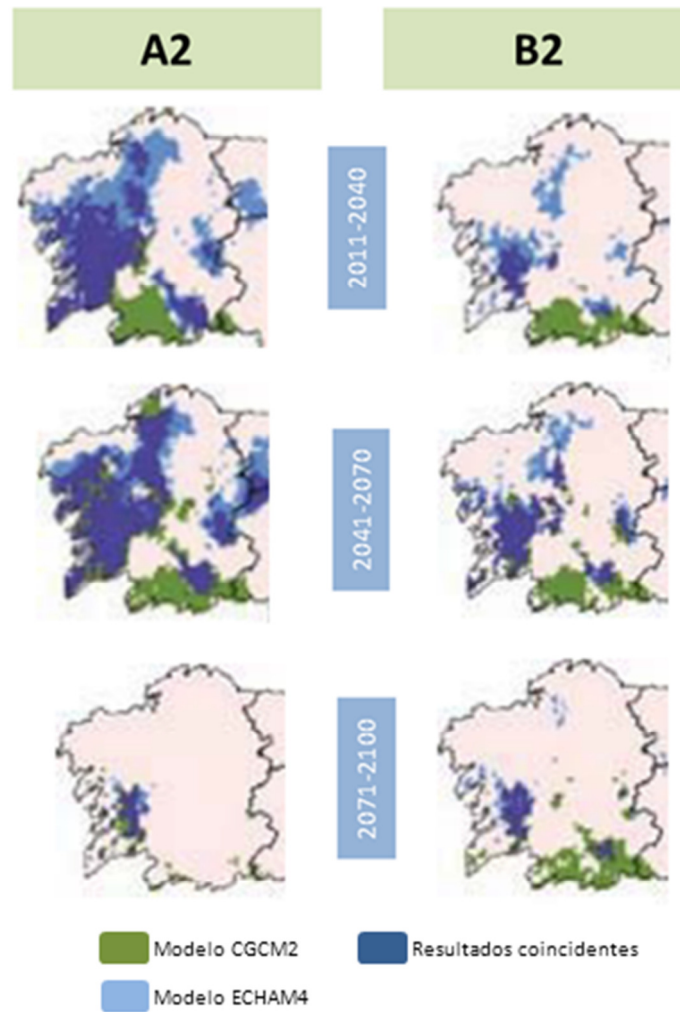 A2
B2
2011-2040
2041-2070
2071-2100
Modelo CGCM2
Resultados coincidentes
Modelo ECHAM4